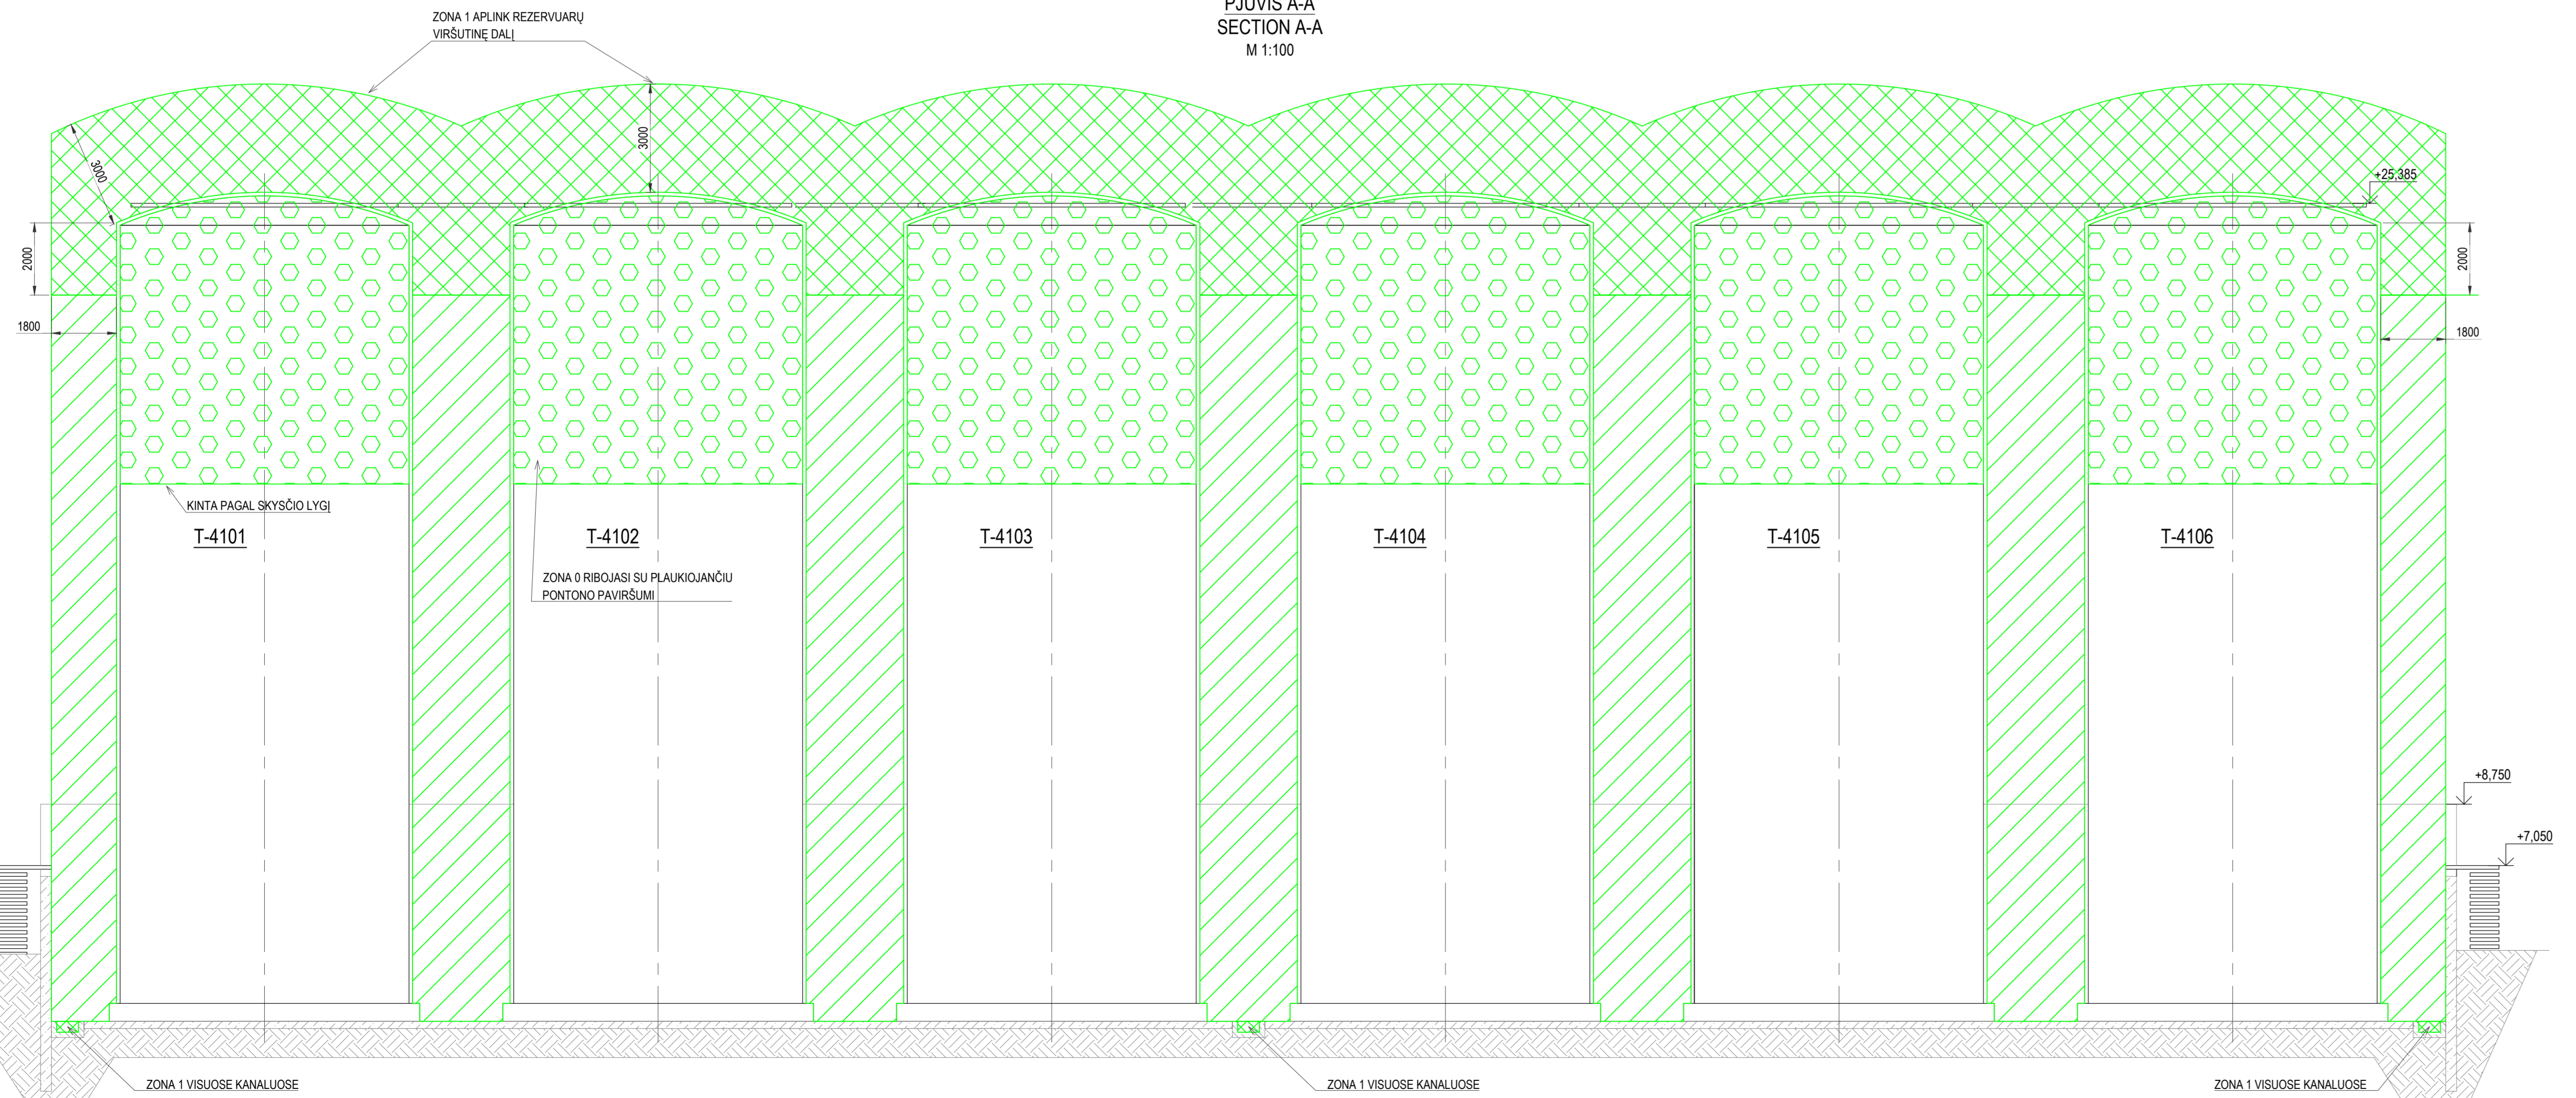 PJŪVIS A-A
SECTION A-A
M 1:100
ZONA 1 APLINK REZERVUARŲ
VIRŠUTINĘ DALĮ
3000
3000
+25,385
2000
2000
1800
1800
KINTA PAGAL SKYSČIO LYGĮ
T-4101
T-4102
T-4103
T-4104
T-4105
T-4106
ZONA 0 RIBOJASI SU PLAUKIOJANČIU
PONTONO PAVIRŠUMI
+8,750
+7,050
ZONA 1 VISUOSE KANALUOSE
ZONA 1 VISUOSE KANALUOSE
ZONA 1 VISUOSE KANALUOSE